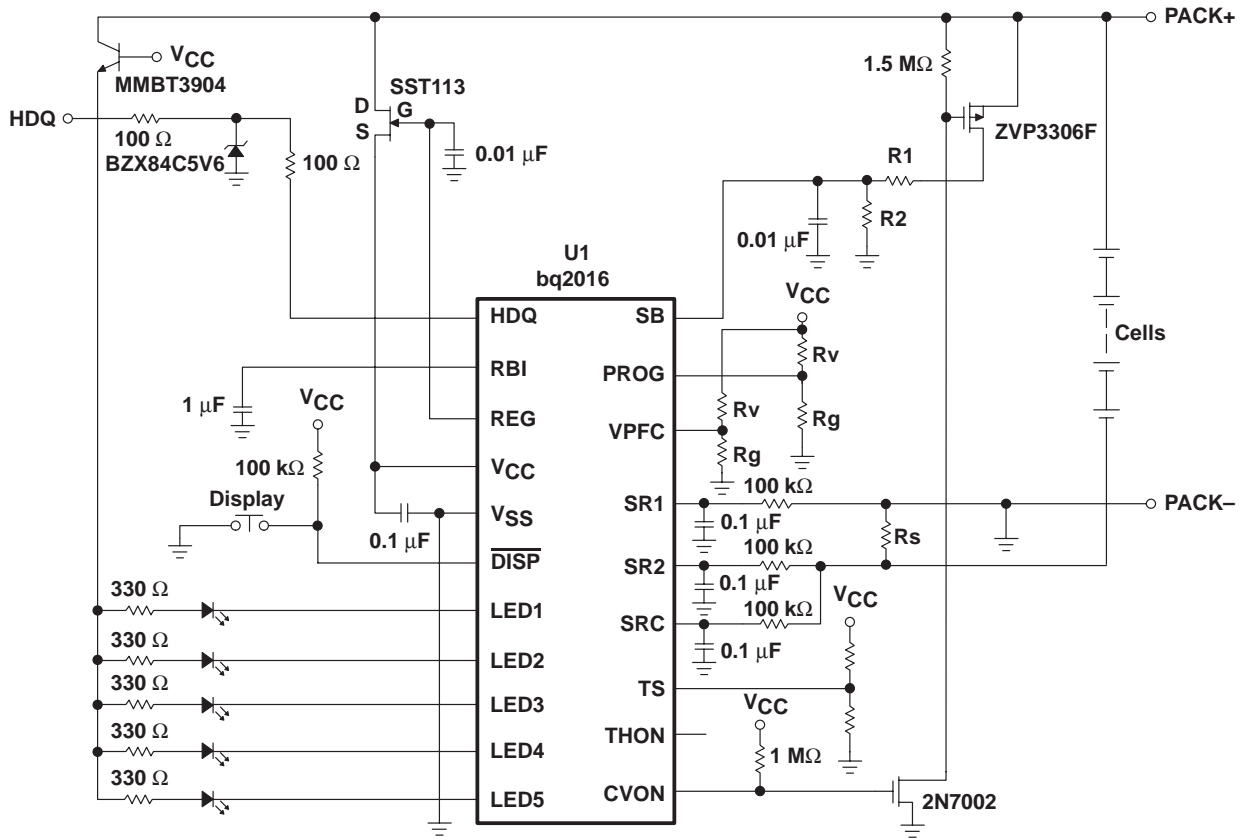 PACK+
VCC
MMBT3904
HDQ
100 Ω
BZX84C5V6
100 Ω
SST113
D
G
S
0.01 μF
1.5 MΩ
ZVP3306F
R1
R2
0.01 μF
Cells
U1
bq2016
HDQ
RBI
REG
VCC
VSS
DISP
LED1
LED2
LED3
LED4
LED5
SB
PROG
VPFC
SR1
SR2
SRC
TS
THON
CVON
1 μF
VCC
100 kΩ
Display
0.1 μF
330 Ω
330 Ω
330 Ω
330 Ω
330 Ω
VCC
Rv
Rg
Rv
Rg
100 kΩ
0.1 μF
100 kΩ
0.1 μF
100 kΩ
0.1 μF
Rs
PACK–
VCC
VCC
1 MΩ
2N7002